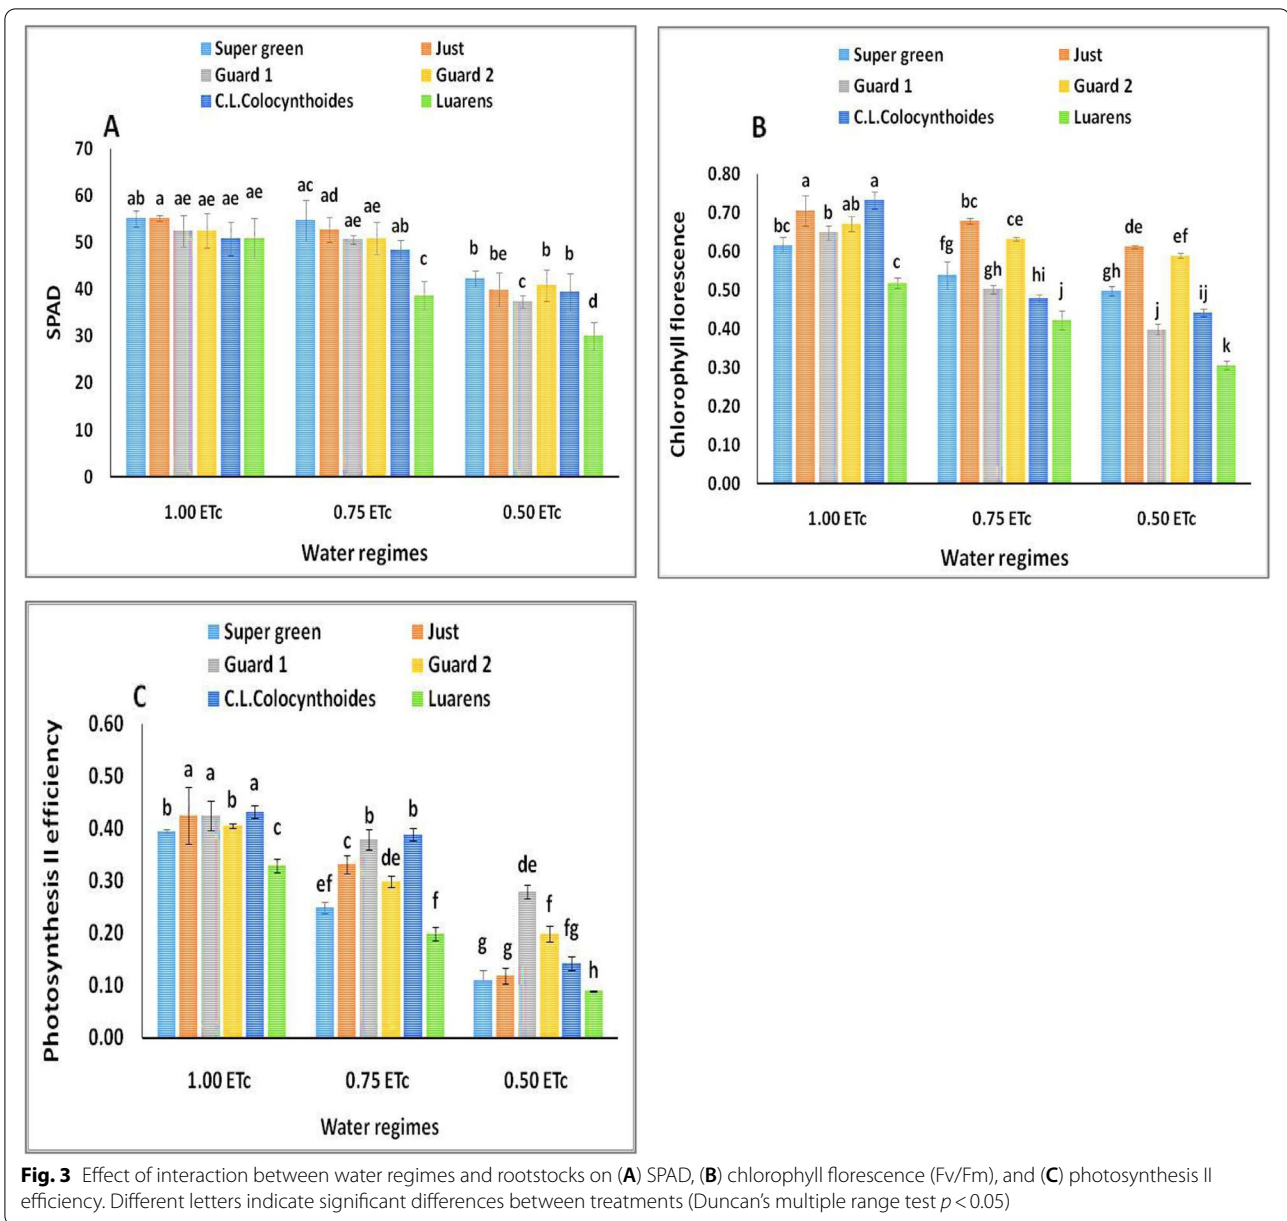 Super green Just
Guard 1 Guard 2
C.L.Colocynthoides Luarens
A
70
60
50
40
30
20
10
0
SPAD
ab a ae ae ae ae
ac ad ae ae ab c
b be c b b d
1.00 ETc 0.75 ETc 0.50 ETc
Water regimes
Super green Just
Guard 1 Guard 2
C.L.Colocynthoides Luarens
B
0.80
0.70
0.60
0.50
0.40
0.30
0.20
0.10
0.00
Chlorophyll florescence
bc a b ab a c
fg bc gh ce hi j
gh de j ef ij k
1.00 ETc 0.75 ETc 0.50 ETc
Water regimes
Super green Just
Guard 1 Guard 2
C.L.Colocynthoides Luarens
C
0.60
0.50
0.40
0.30
0.20
0.10
0.00
Photosynthesis II efficiency
b a a b a c
ef c b de b f
g g de f fg h
1.00 ETc 0.75 ETc 0.50 ETc
Water regimes
Fig. 3 Effect of interaction between water regimes and rootstocks on (A) SPAD, (B) chlorophyll florescence (Fv/Fm), and (C) photosynthesis II
efficiency. Different letters indicate significant differences between treatments (Duncan's multiple range test p < 0.05)